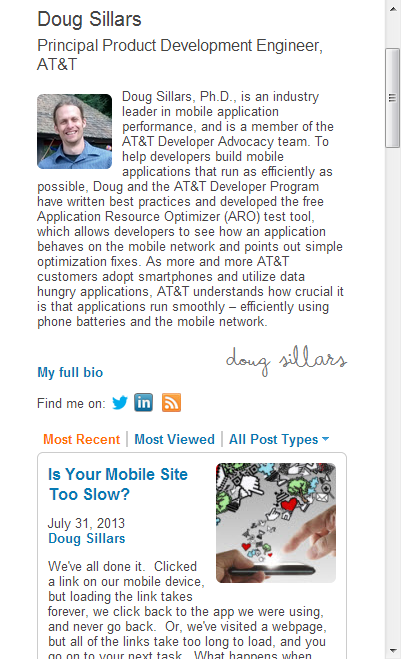 Doug Sillars
Principal Product Development Engineer,
AT&T
Doug Sillars, Ph.D., is an industry
leader in mobile application
performance, and is a member of the
AT&T Developer Advocacy team. To
help developers build mobile
applications that run as efficiently as
possible, Doug and the AT&T Developer Program
have written best practices and developed the free
Application Resource Optimizer (ARO) test tool,
which allows developers to see how an application
behaves on the mobile network and points out simple
optimization fixes. As more and more AT&T
customers adopt smartphones and utilize data
hungry applications, AT&T understands how crucial it
is that applications run smoothly – efficiently using
phone batteries and the mobile network.
doug sillars
My full bio
Find me on:
in
Most Recent | Most Viewed | All Post Types
Is Your Mobile Site
Too Slow?
July 31, 2013
Doug Sillars
We've all done it. Clicked
a link on our mobile device,
but loading the link takes
forever, we click back to the app we were using,
and never go back. Or, we've visited a webpage,
but all of the links take too long to load, and you
go on to your next task. What happens when